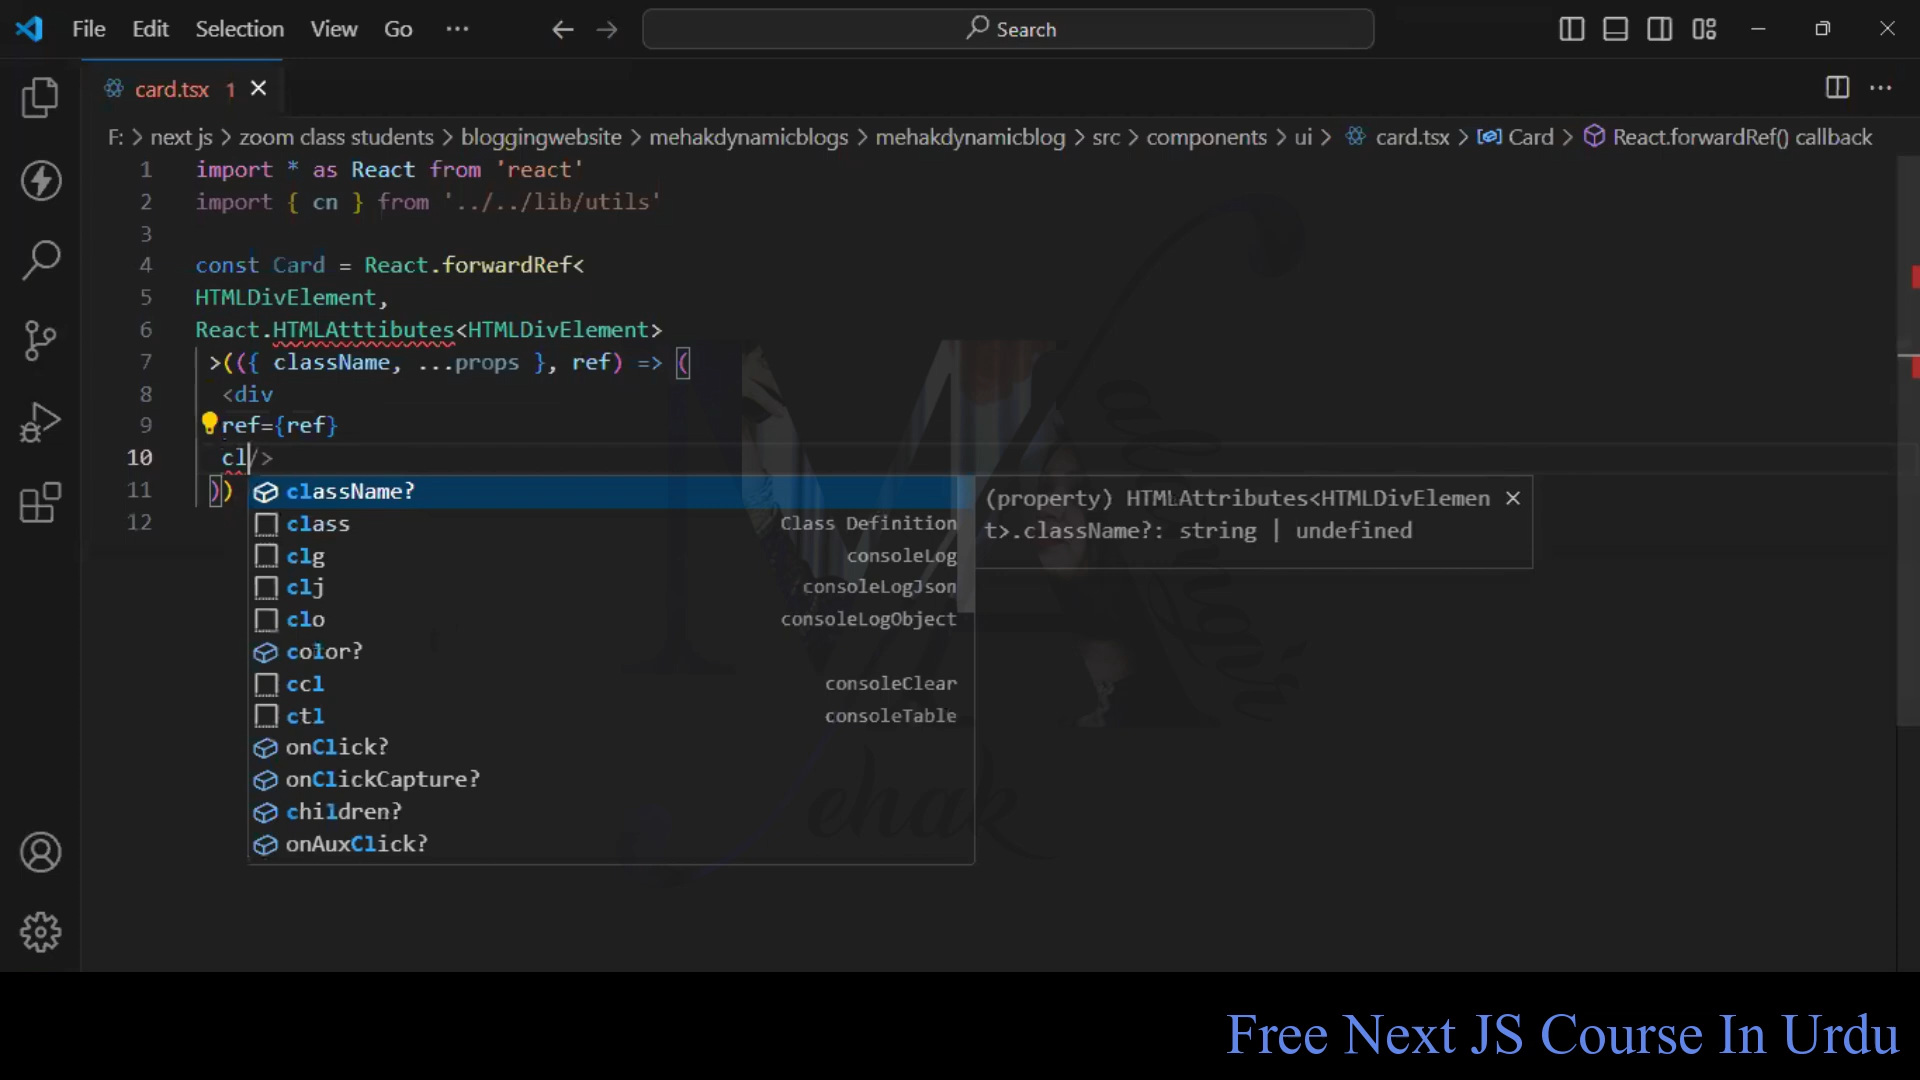 File Edit Selection View Go ··· Search
card.tsx 1
F: > next js > zoom class students > bloggingwebsite > mehakdynamicblogs > mehakdynamicblog > src > components > ui > card.tsx > Card > React.forwardRef() callback
1 import * as React from 'react'
2 import { cn } from '../../lib/utils'
3
4 const Card = React.forwardRef<
5 HTMLDivElement,
6 React.HTMLAtttibutes<HTMLDivElement>
7 >(({ className, ...props }, ref) => (
8 <div
9 ref={ref}
10 cl/>
11 ))
12
className?
class Class Definition
clg consoleLog
clj consoleLogJson
clo consoleLogObject
color?
ccl consoleClear
ctl consoleTable
onClick?
onClickCapture?
children?
onAuxClick?
(property) HTMLAttributes<HTMLDivElemen
t>.className?: string | undefined
ehak
Free Next JS Course In Urdu